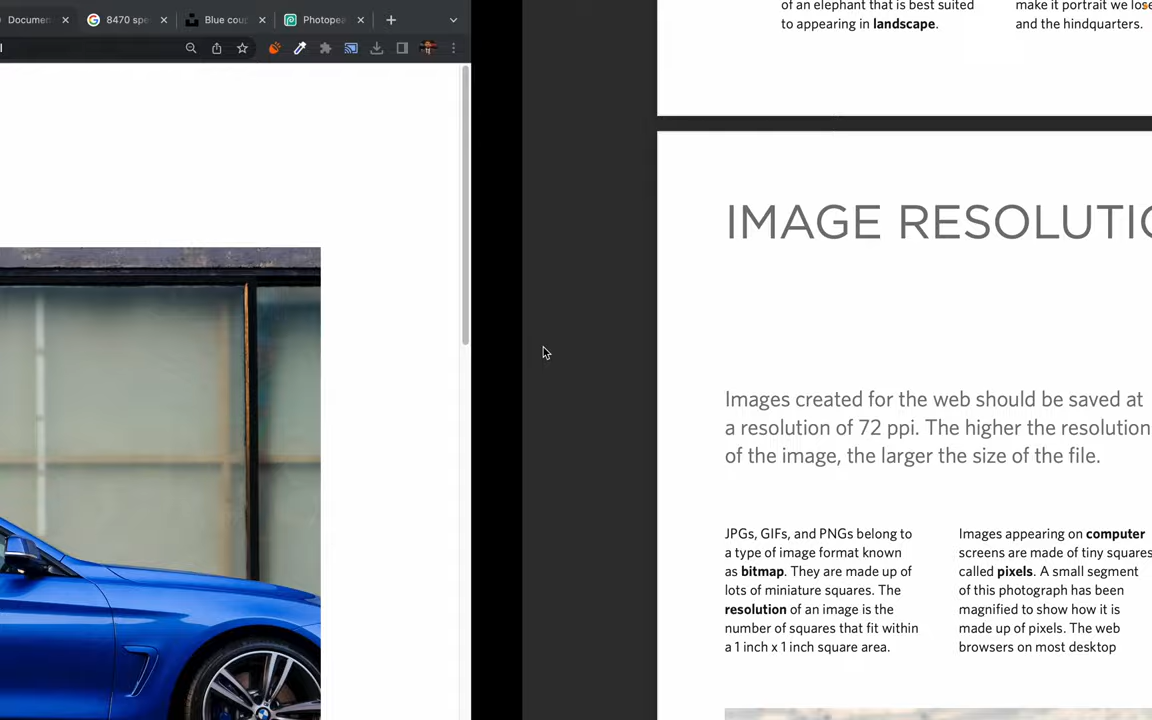 Documen
8470 spe
Blue coup
Photopea
of an elephant that is best suited
to appearing in landscape.
make it portrait we lose
and the hindquarters.
IMAGE RESOLUTIO
Images created for the web should be saved at
a resolution of 72 ppi. The higher the resolution
of the image, the larger the size of the file.
JPGs, GIFs, and PNGs belong to
a type of image format known
as bitmap. They are made up of
lots of miniature squares. The
resolution of an image is the
number of squares that fit within
a 1 inch x 1 inch square area.
Images appearing on computer
screens are made of tiny squares
called pixels. A small segment
of this photograph has been
magnified to show how it is
made up of pixels. The web
browsers on most desktop